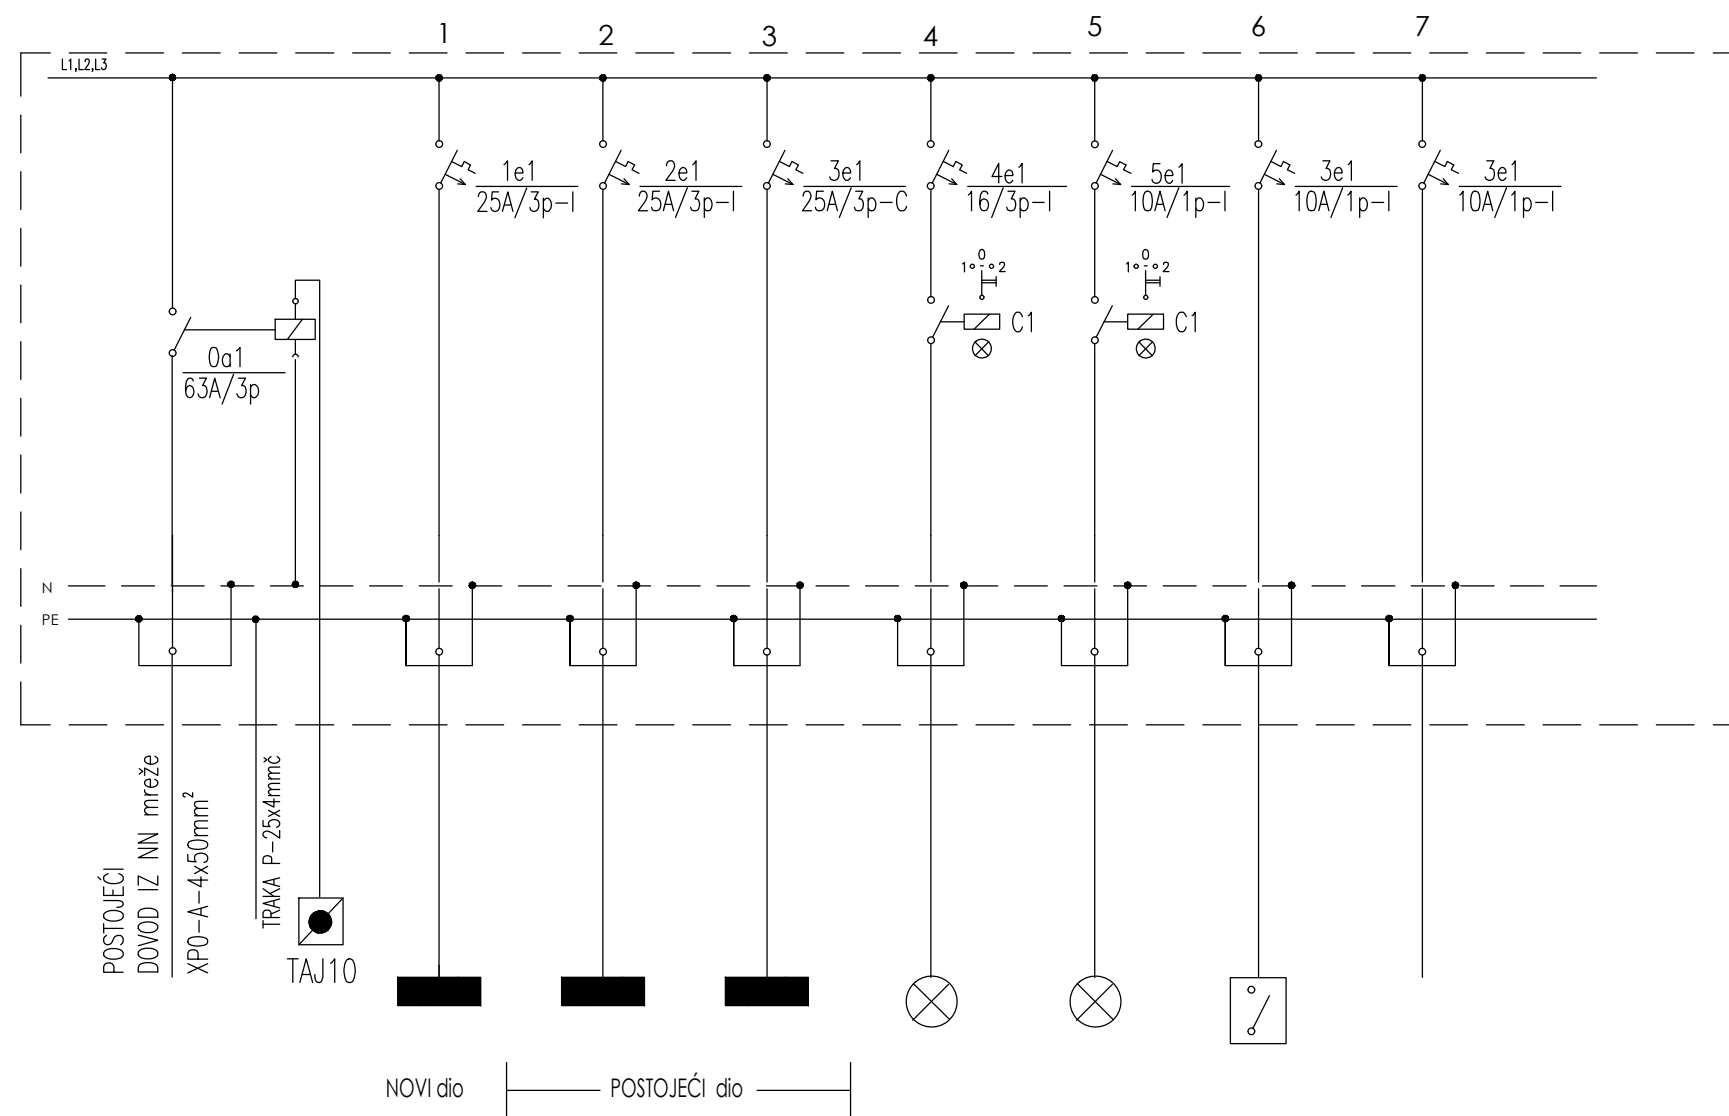 1 2 3 4 5 6 7
L1,L2,L3
1e1
25A/3p-I
2e1
25A/3p-I
3e1
25A/3p-C
4e1
16/3p-I
5e1
10A/1p-I
3e1
10A/1p-I
3e1
10A/1p-I
0
1 2
C1
0
1 2
C1
0a1
63A/3p
N
PE
POSTOJEĆI
DOVOD IZ NN mreže
XP0-A-4x50mm²
TRAKA P-25x4mmč
TAJ10
NOVI dio
POSTOJEĆI dio